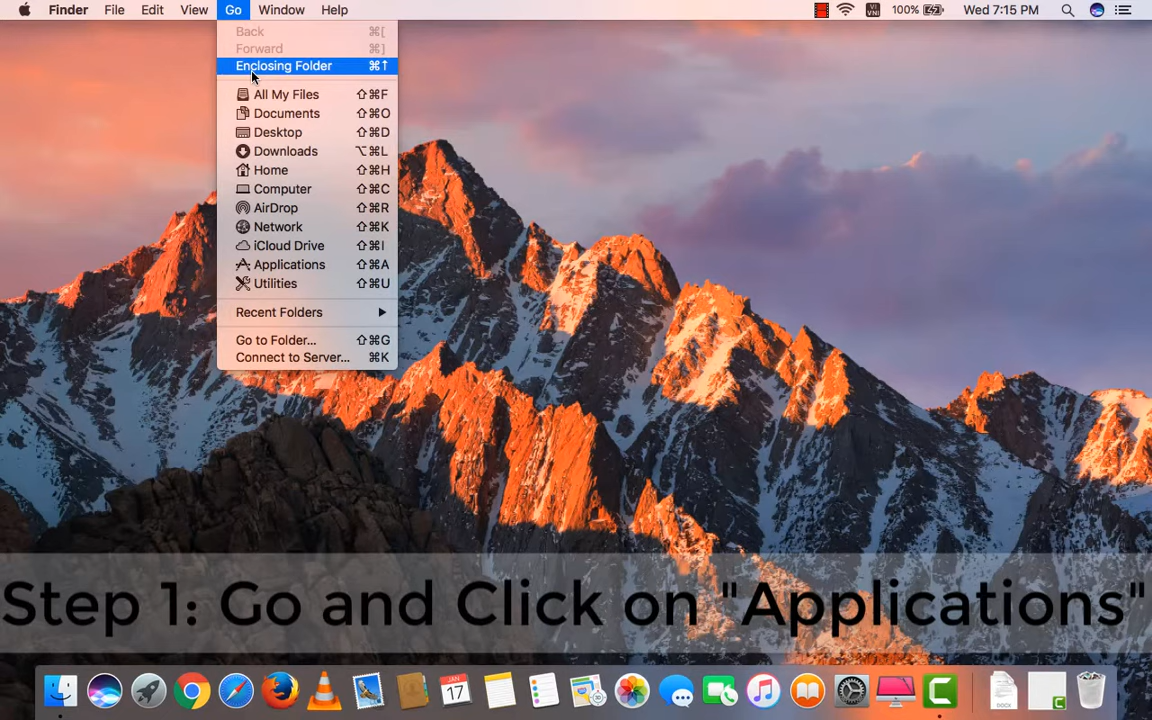 Finder File Edit View Go Window Help 100% Wed 7:15 PM
Back ⌘[
Forward ⌘]
Enclosing Folder ⌘↑
All My Files ⇧⌘F
Documents ⇧⌘O
Desktop ⇧⌘D
Downloads ⌥⌘L
Home ⇧⌘H
Computer ⇧⌘C
AirDrop ⇧⌘R
Network ⇧⌘K
iCloud Drive ⇧⌘I
Applications ⇧⌘A
Utilities ⇧⌘U
Recent Folders
Go to Folder... ⇧⌘G
Connect to Server... ⌘K
Step 1: Go and Click on "Applications"
JAN
17